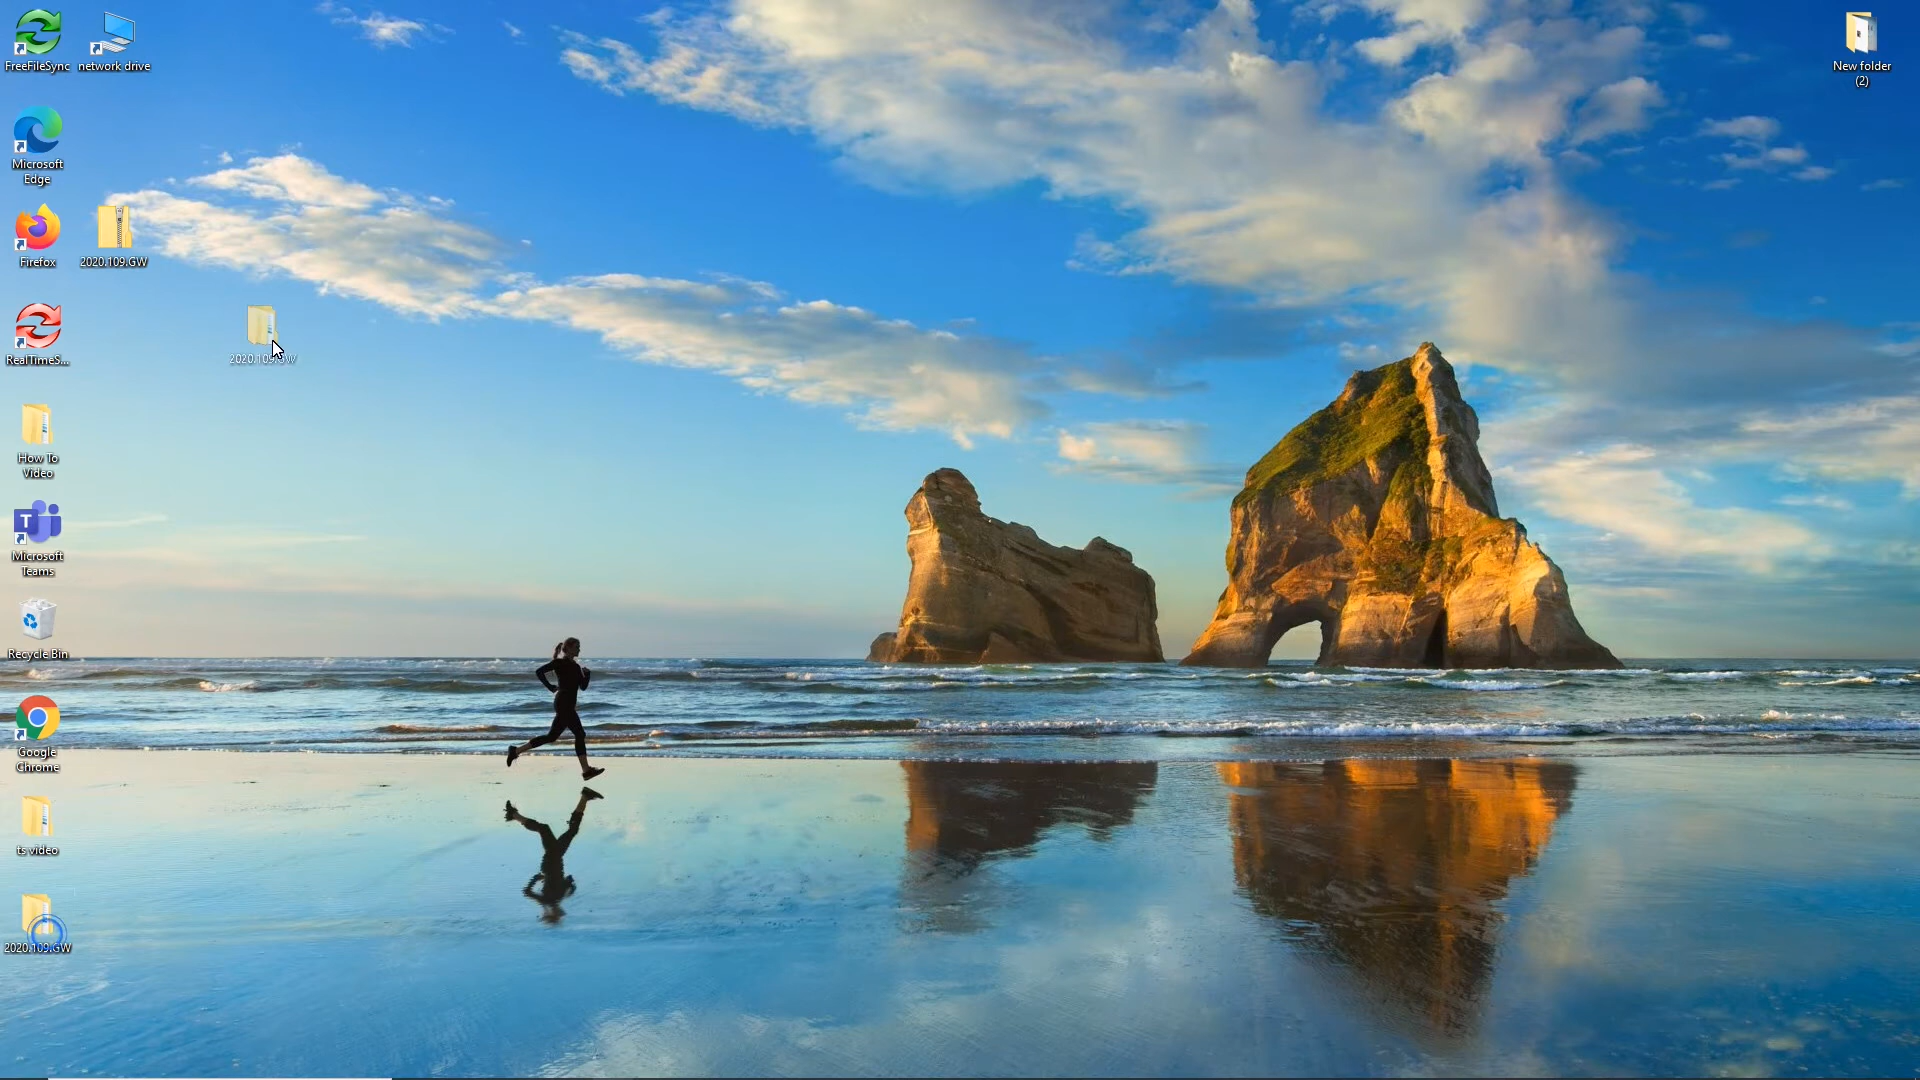 FreeFileSync
network drive
New folder
(2)
Microsoft
Edge
Firefox
2020.109.GW
RealTimeS...
2020.109.GW
How To
Video
T
Microsoft
Teams
Recycle Bin
Google
Chrome
ts video
2020.109.GW